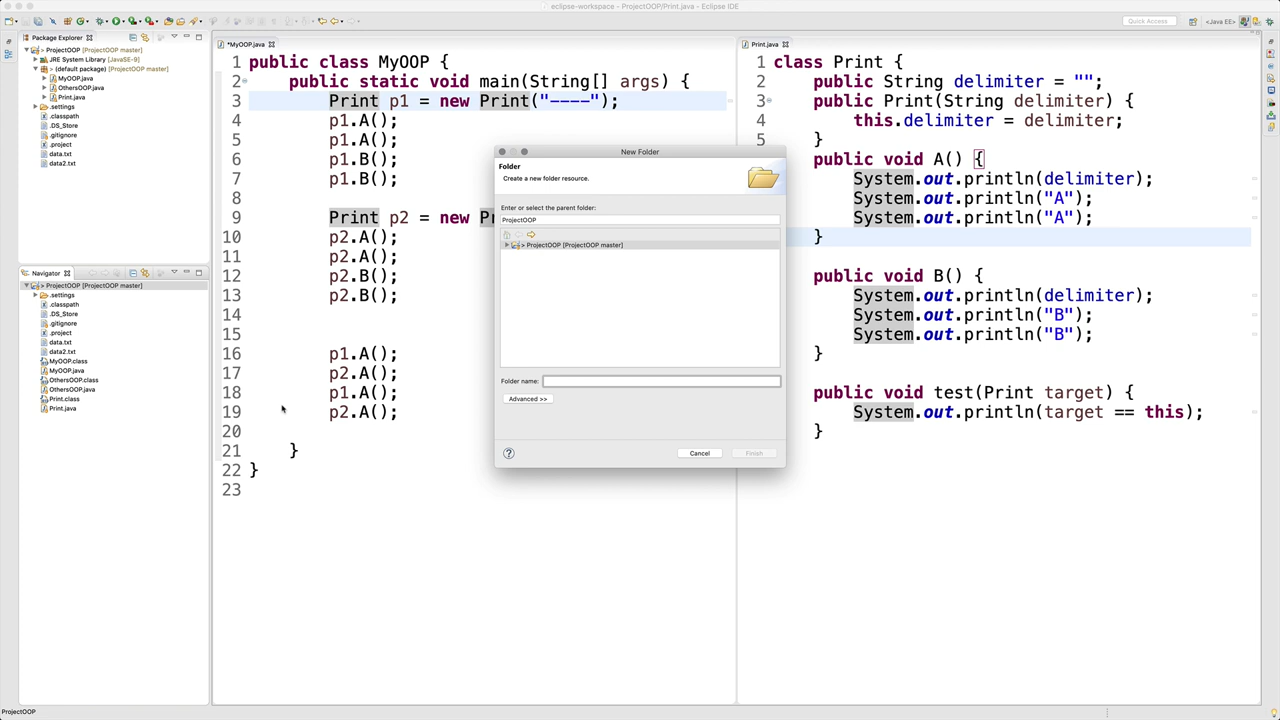 eclipse-workspace - ProjectOOP/Print.java - Eclipse IDE
Quick Access
<Java EE>
Package Explorer
> ProjectOOP [ProjectOOP master]
JRE System Library [JavaSE-9]
> (default package) [ProjectOOP master]
MyOOP.java
OthersOOP.java
Print.java
.settings
.classpath
.DS_Store
.gitignore
.project
data.txt
data2.txt
Navigator
> ProjectOOP [ProjectOOP master]
.settings
.classpath
.DS_Store
.gitignore
.project
data.txt
data2.txt
MyOOP.class
MyOOP.java
OthersOOP.class
OthersOOP.java
Print.class
Print.java
*MyOOP.java
1 public class MyOOP {
2 public static void main(String[] args) {
3 Print p1 = new Print("----");
4 p1.A();
5 p1.A();
6 p1.B();
7 p1.B();
8
9 Print p2 = new Pr
10 p2.A();
11 p2.A();
12 p2.B();
13 p2.B();
14
15
16 p1.A();
17 p2.A();
18 p1.A();
19 p2.A();
20
21 }
22 }
23
Print.java
1 class Print {
2 public String delimiter = "";
3 public Print(String delimiter) {
4 this.delimiter = delimiter;
5 }
public void A() {
System.out.println(delimiter);
System.out.println("A");
System.out.println("A");
}
public void B() {
System.out.println(delimiter);
System.out.println("B");
System.out.println("B");
}
public void test(Print target) {
System.out.println(target == this);
}
New Folder
Folder
Create a new folder resource.
Enter or select the parent folder:
ProjectOOP
> ProjectOOP [ProjectOOP master]
Folder name:
Advanced >>
?
Cancel
Finish
ProjectOOP